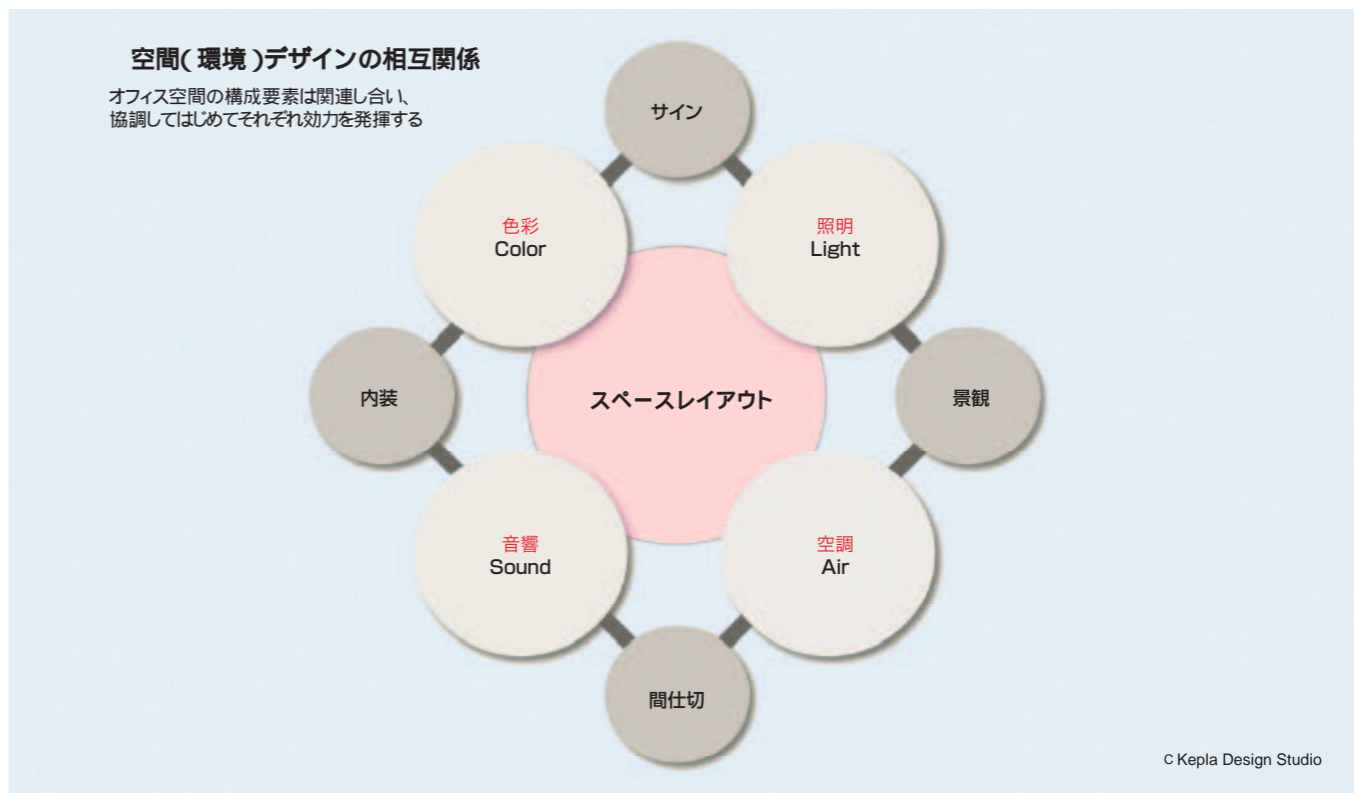 空間( 環境 )デザインの相互関係
オフィス空間の構成要素は関連し合い、
協調してはじめてそれぞれ効力を発揮する
サイン
色彩
Color
照明
Light
内装
スペースレイアウト
景観
音響
Sound
空調
Air
間仕切
C Kepla Design Studio